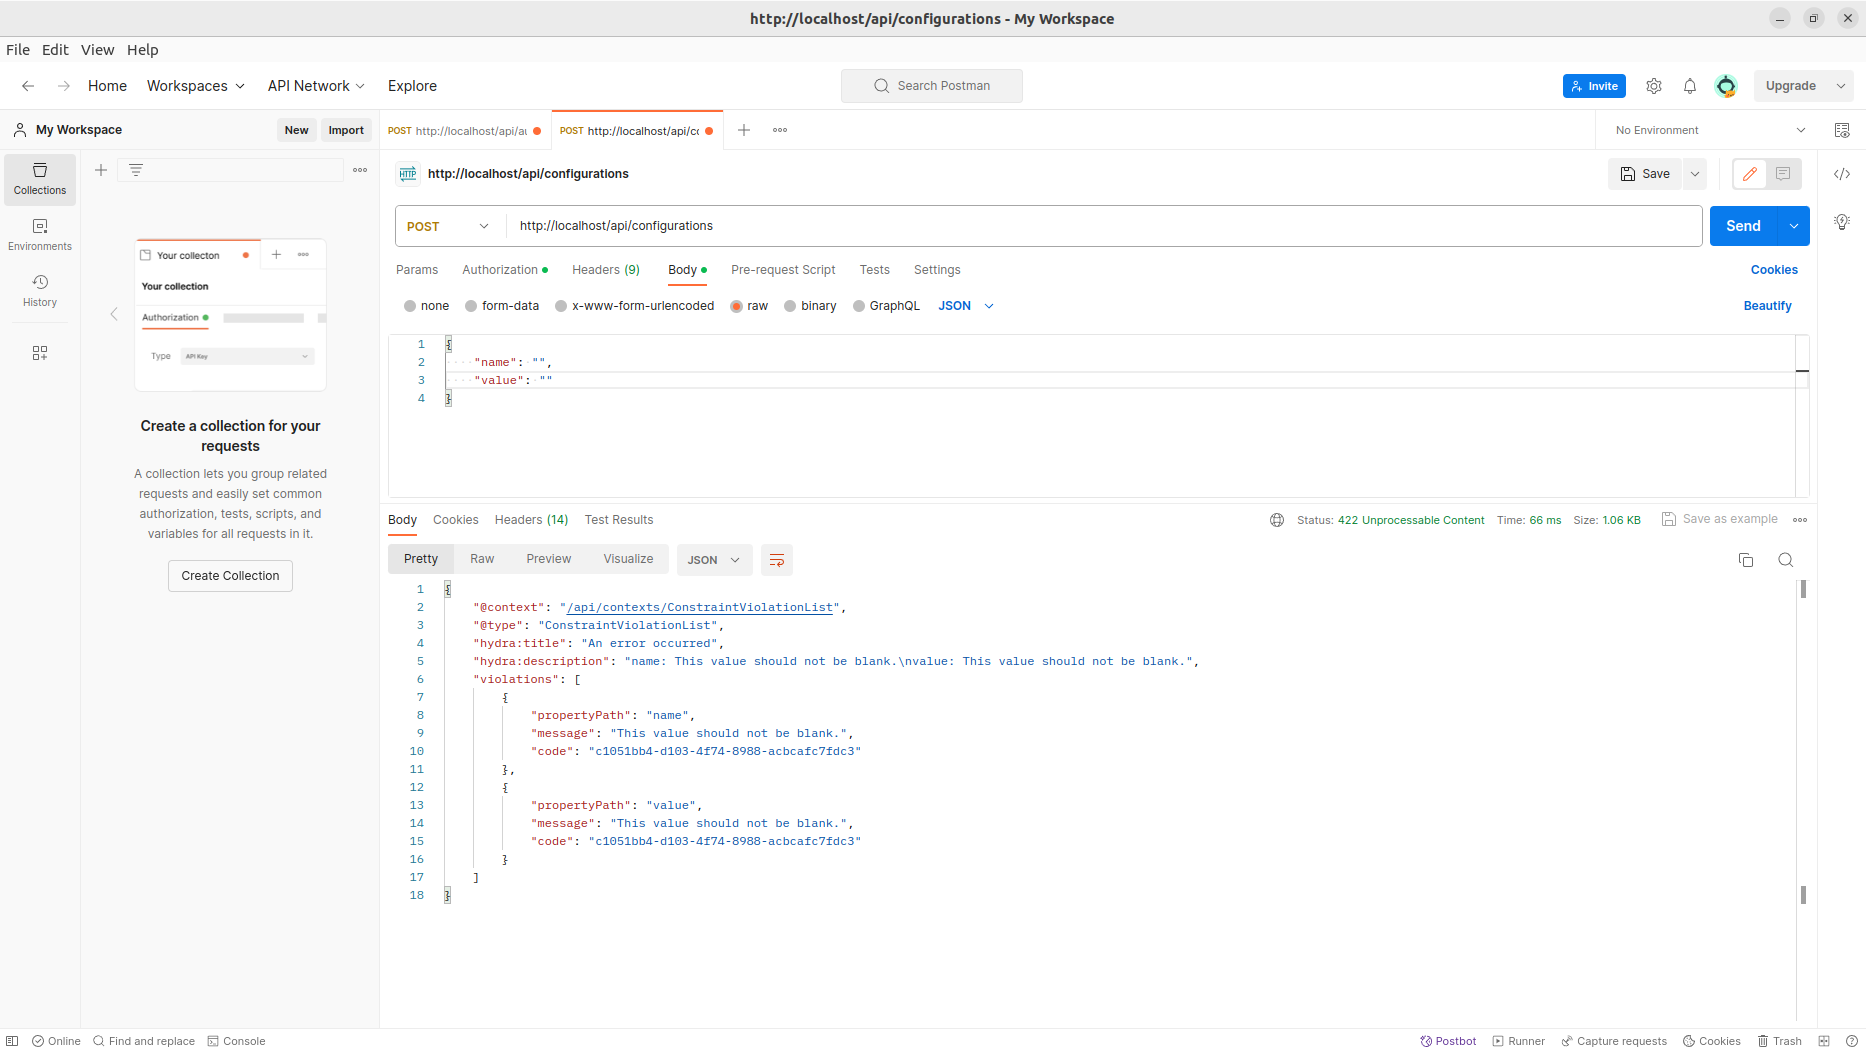 http://localhost/api/configurations - My Workspace
File Edit View Help
Home Workspaces API Network Explore
Search Postman
Invite
Upgrade
My Workspace
New Import
POST http://localhost/api/au
POST http://localhost/api/cc
No Environment
Collections
Environments
History
Your collecton
Your collection
Authorization
Type API Key
Create a collection for your
requests
A collection lets you group related
requests and easily set common
authorization, tests, scripts, and
variables for all requests in it.
Create Collection
HTTP http://localhost/api/configurations
Save
POST http://localhost/api/configurations
Send
Params Authorization Headers (9) Body Pre-request Script Tests Settings
Cookies
none form-data x-www-form-urlencoded raw binary GraphQL JSON
Beautify
1 {
2 "name": "",
3 "value": ""
4 }
Body Cookies Headers (14) Test Results
Status: 422 Unprocessable Content Time: 66 ms Size: 1.06 KB Save as example
Pretty Raw Preview Visualize JSON
1 {
2 "@context": "/api/contexts/ConstraintViolationList",
3 "@type": "ConstraintViolationList",
4 "hydra:title": "An error occurred",
5 "hydra:description": "name: This value should not be blank.\nvalue: This value should not be blank.",
6 "violations": [
7 {
8 "propertyPath": "name",
9 "message": "This value should not be blank.",
10 "code": "c1051bb4-d103-4f74-8988-acbcafc7fdc3"
11 },
12 {
13 "propertyPath": "value",
14 "message": "This value should not be blank.",
15 "code": "c1051bb4-d103-4f74-8988-acbcafc7fdc3"
16 }
17 ]
18 }
Online Find and replace Console
Postbot Runner Capture requests Cookies Trash